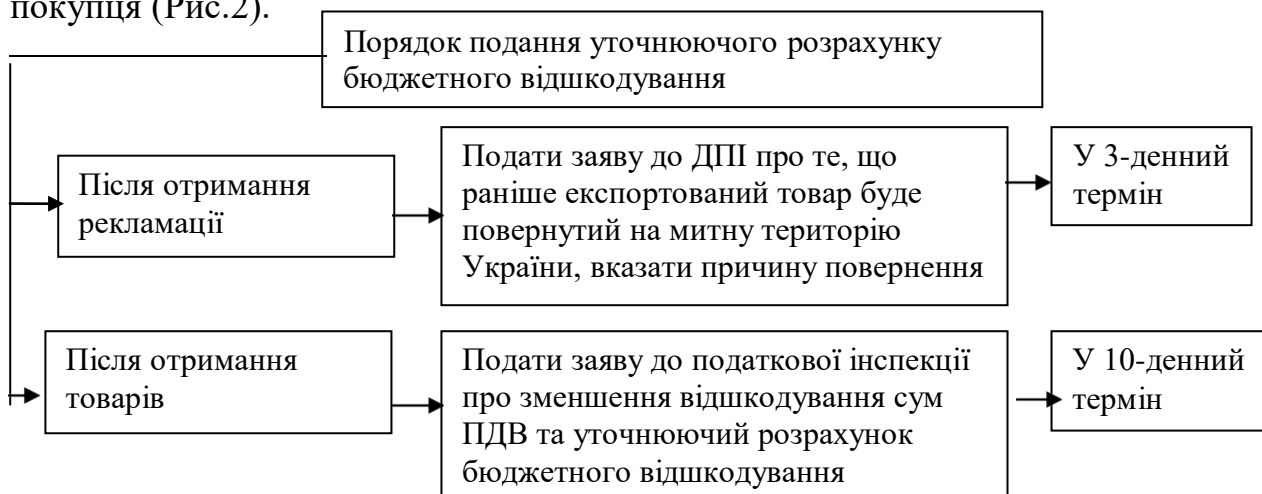 покупця (Рис.2).
Порядок подання уточнюючого розрахунку
бюджетного відшкодування
Після отримання
рекламації
Подати заяву до ДПІ про те, що
раніше експортований товар буде
повернутий на митну територію
України, вказати причину повернення
У 3-денний
термін
Після отримання
товарів
Подати заяву до податкової інспекції
про зменшення відшкодування сум
ПДВ та уточнюючий розрахунок
бюджетного відшкодування
У 10-денний
термін